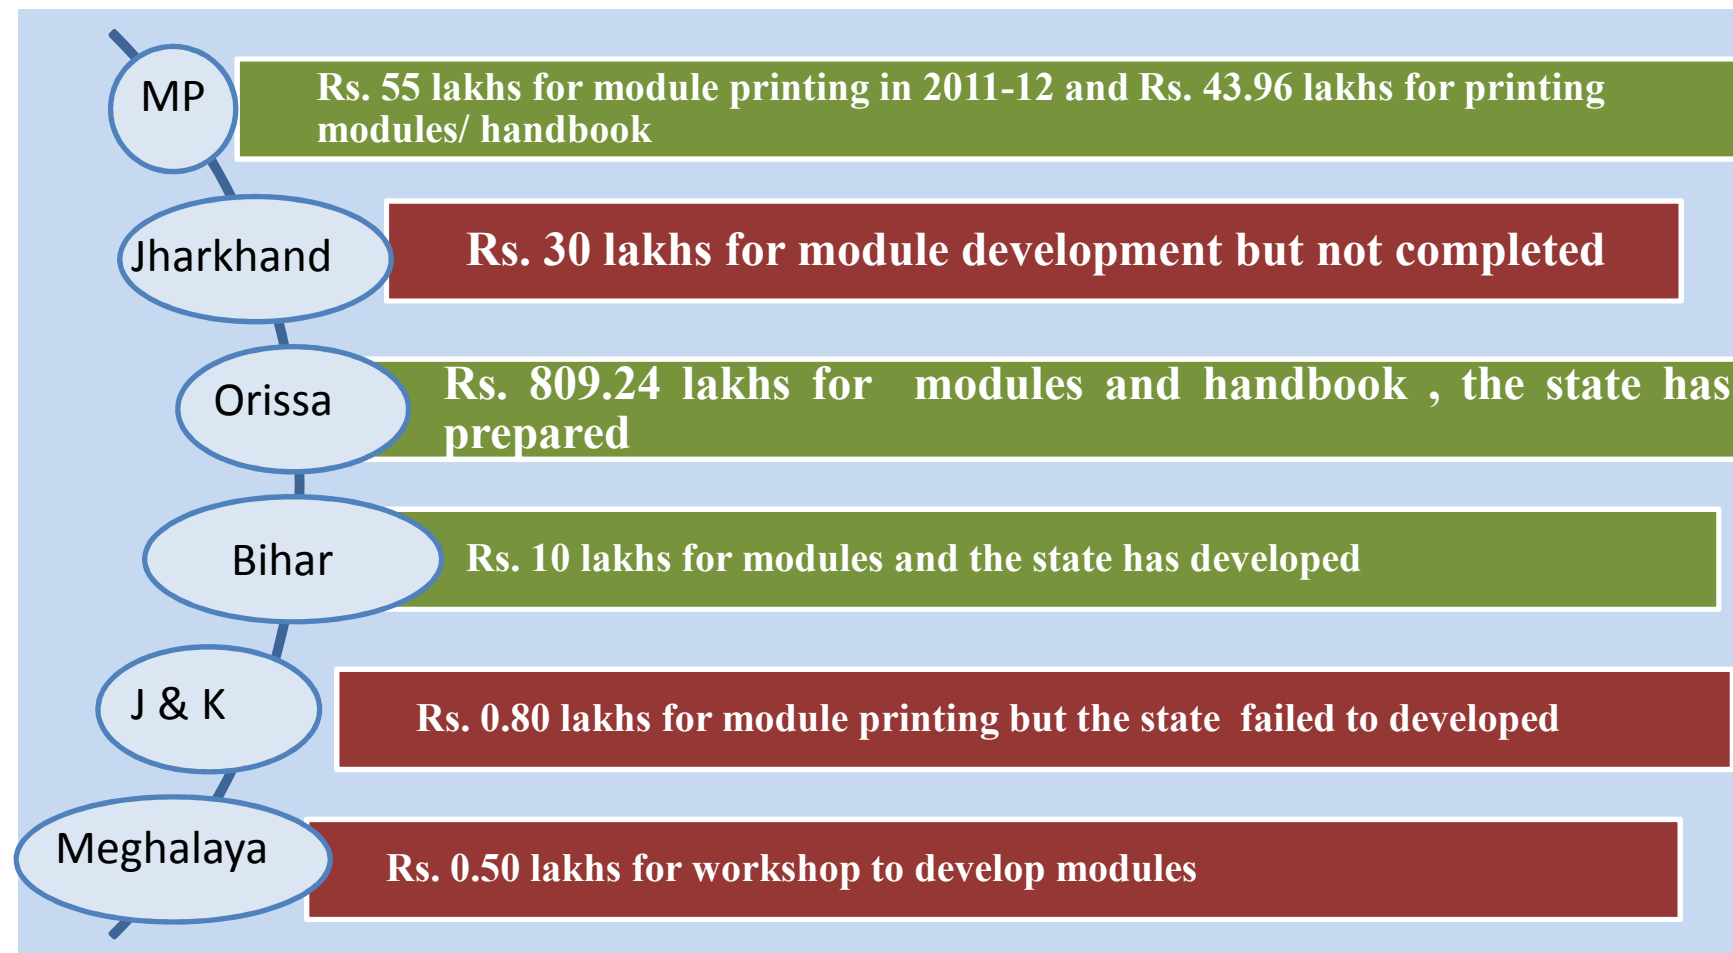 MP
Rs. 55 lakhs for module printing in 2011-12 and Rs. 43.96 lakhs for printing
modules/ handbook
Jharkhand
Rs. 30 lakhs for module development but not completed
Orissa
Rs. 809.24 lakhs for modules and handbook , the state has
prepared
Bihar
Rs. 10 lakhs for modules and the state has developed
J & K
Rs. 0.80 lakhs for module printing but the state failed to developed
Meghalaya
Rs. 0.50 lakhs for workshop to develop modules